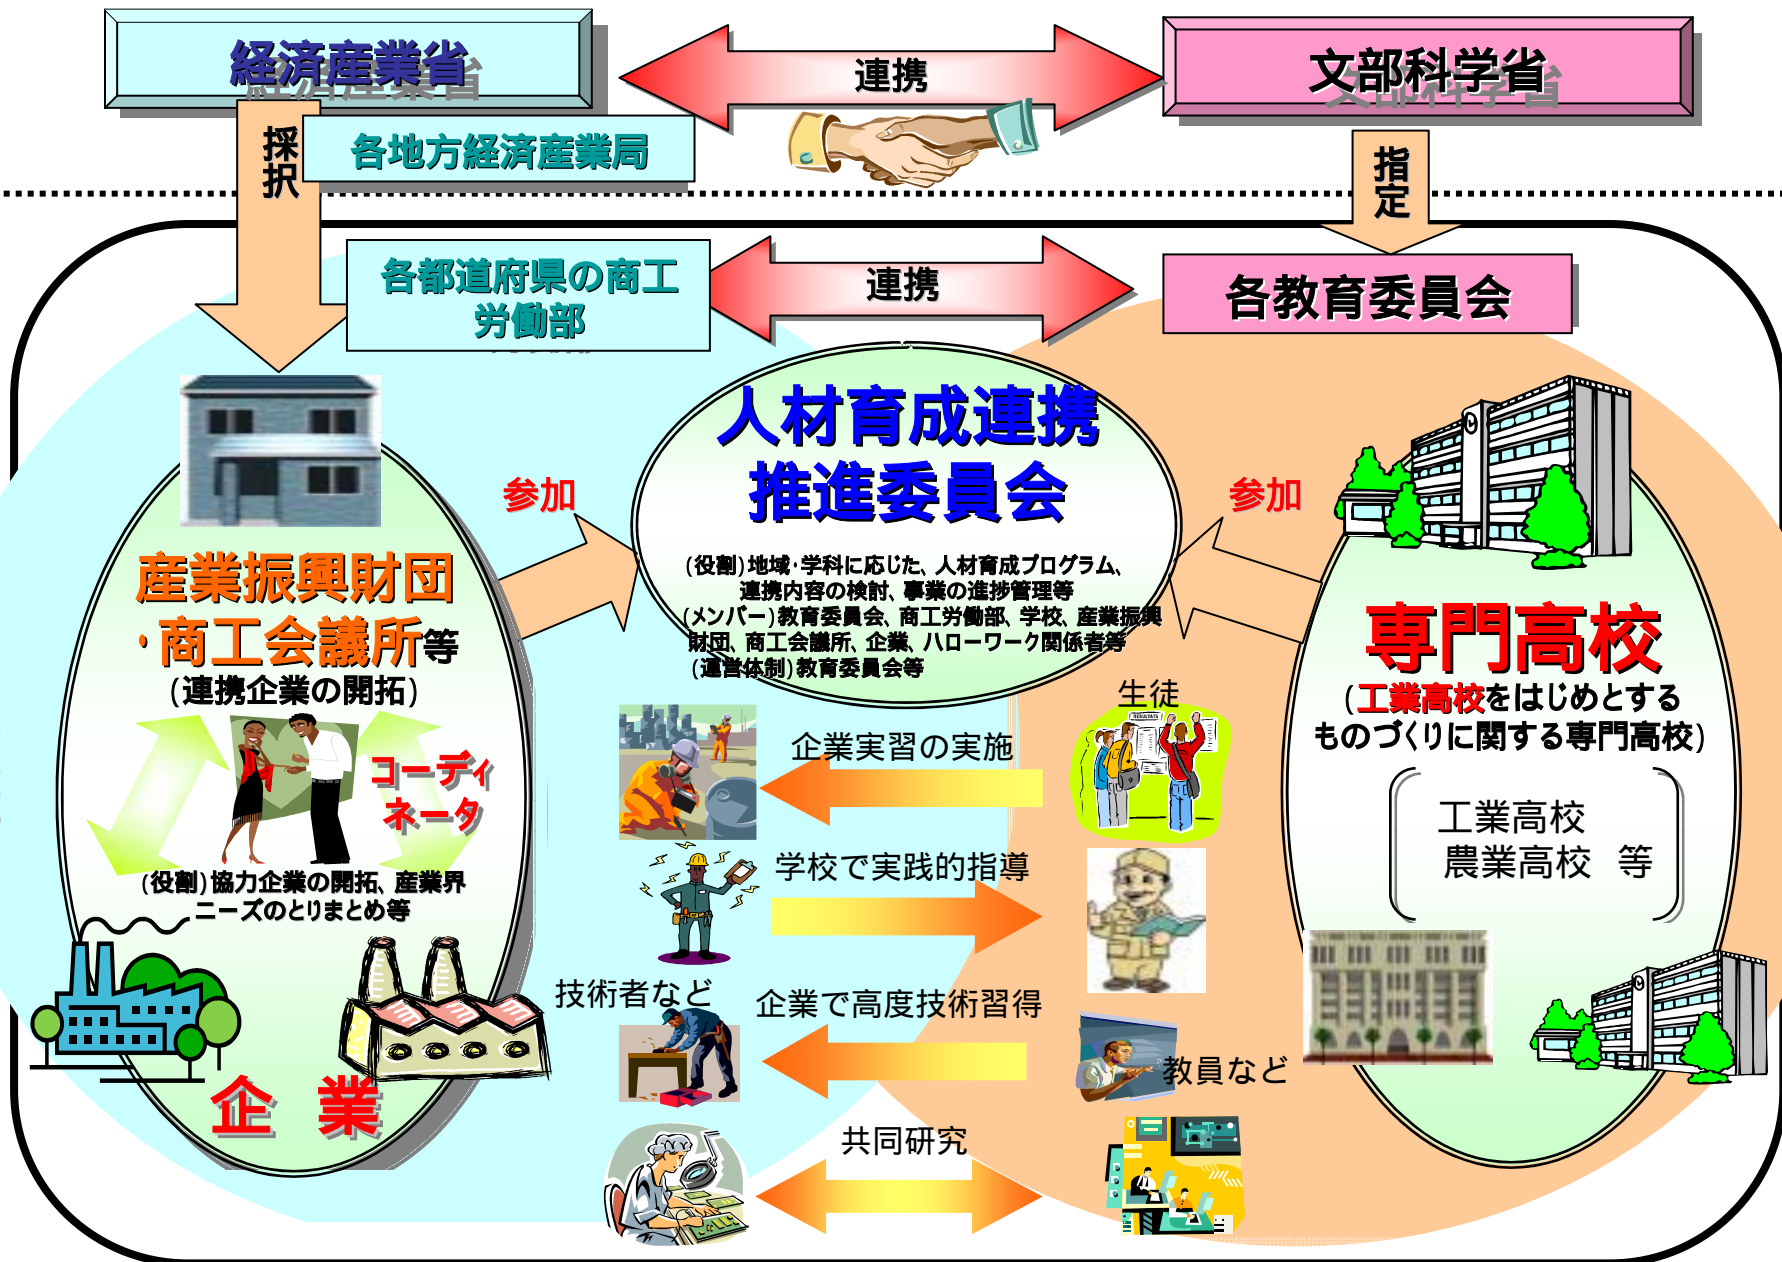 経済産業省
連携
文部科学省
採択
各地方経済産業局
指定
各都道府県の商工
労働部
連携
各教育委員会
人材育成連携
推進委員会
(役割)地域・学科に応じた、人材育成プログラム、
連携内容の検討、事業の進捗管理等
(メンバー)教育委員会、商工労働部、学校、産業振興
財団、商工会議所、企業、ハローワーク関係者等
(運営体制)教育委員会等
参加
参加
産業振興財団
・商工会議所等
(連携企業の開拓)
コーディ
ネータ
(役割)協力企業の開拓、産業界
ニーズのとりまとめ等
企 業
専門高校
(工業高校をはじめとする
ものづくりに関する専門高校)
工業高校
農業高校 等
生徒
RESULTATS
企業実習の実施
学校で実践的指導
技術者など
企業で高度技術習得
教員など
共同研究